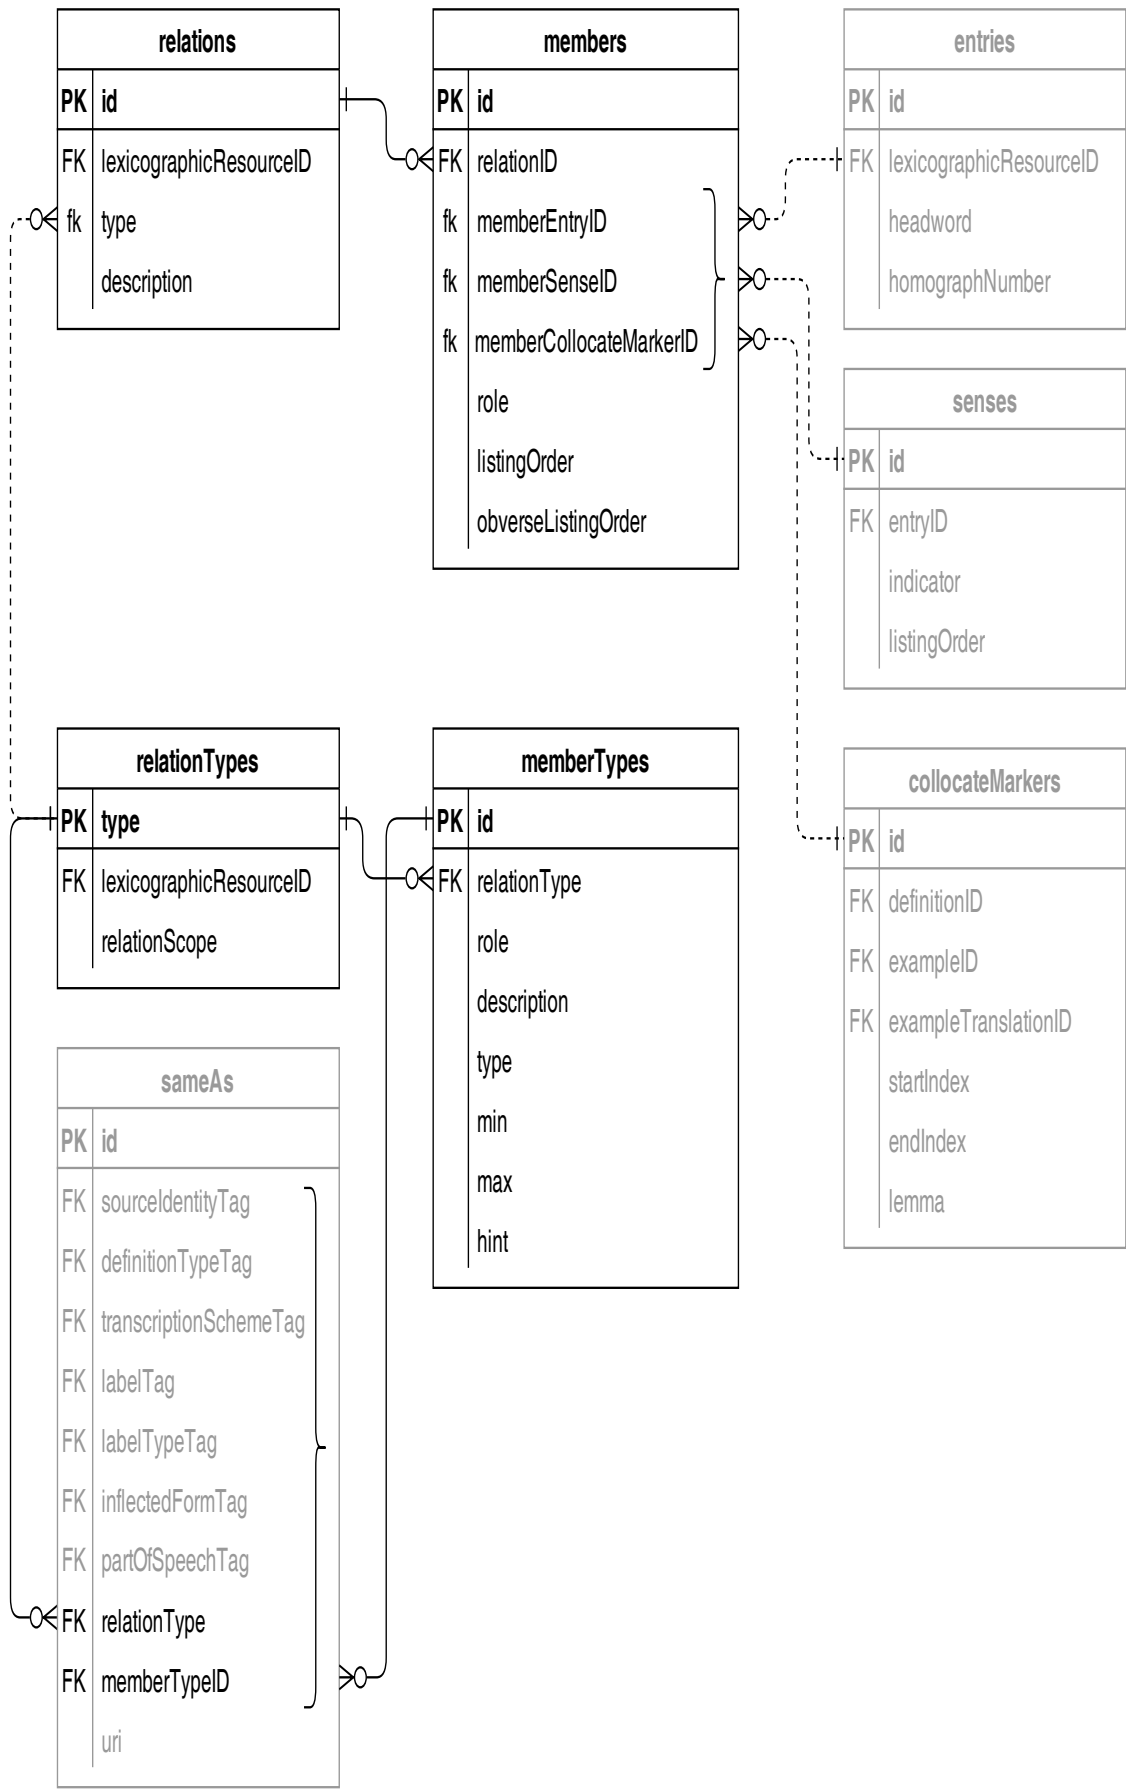 relations
PK id
FK lexicographicResourceID
fk type
description
members
PK id
FK relationID
fk memberEntryID
fk memberSenseID
fk memberCollocateMarkerID
role
listingOrder
obverseListingOrder
entries
PK id
FK lexicographicResourceID
headword
homographNumber
senses
PK id
FK entryID
indicator
listingOrder
relationTypes
PK type
FK lexicographicResourceID
relationScope
memberTypes
PK id
FK relationType
role
description
type
min
max
hint
collocateMarkers
PK id
FK definitionID
FK exampleID
FK exampleTranslationID
startIndex
endIndex
lemma
sameAs
PK id
FK sourceIdentityTag
FK definitionTypeTag
FK transcriptionSchemeTag
FK labelTag
FK labelTypeTag
FK inflectedFormTag
FK partOfSpeechTag
FK relationType
FK memberTypeID
uri